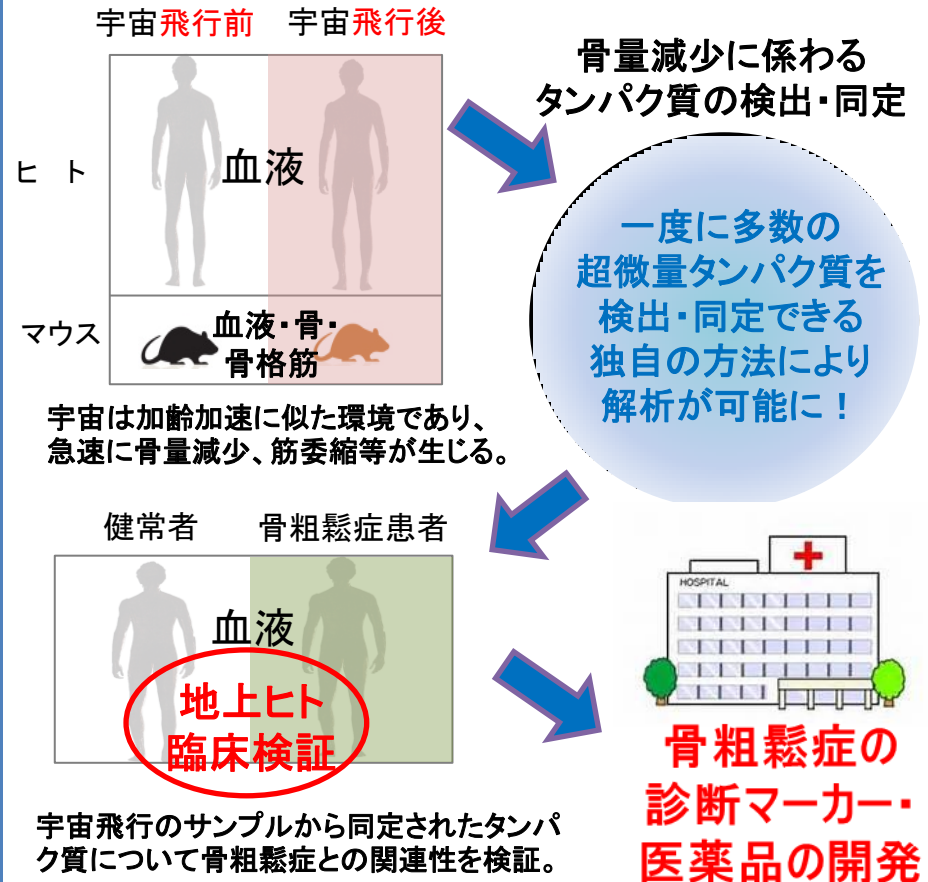 宇宙飛行前 宇宙飛行後
ヒト
血液
マウス
血液・骨・
骨格筋
宇宙は加齢加速に似た環境であり、
急速に骨量減少、筋委縮等が生じる。
骨量減少に係わる
タンパク質の検出・同定
一度に多数の
超微量タンパク質を
検出・同定できる
独自の方法により
解析が可能に！
健常者 骨粗鬆症患者
血液
地上ヒト
臨床検証
宇宙飛行のサンプルから同定されたタンパ
ク質について骨粗鬆症との関連性を検証。
HOSPITAL
骨粗鬆症の
診断マーカー・
医薬品の開発